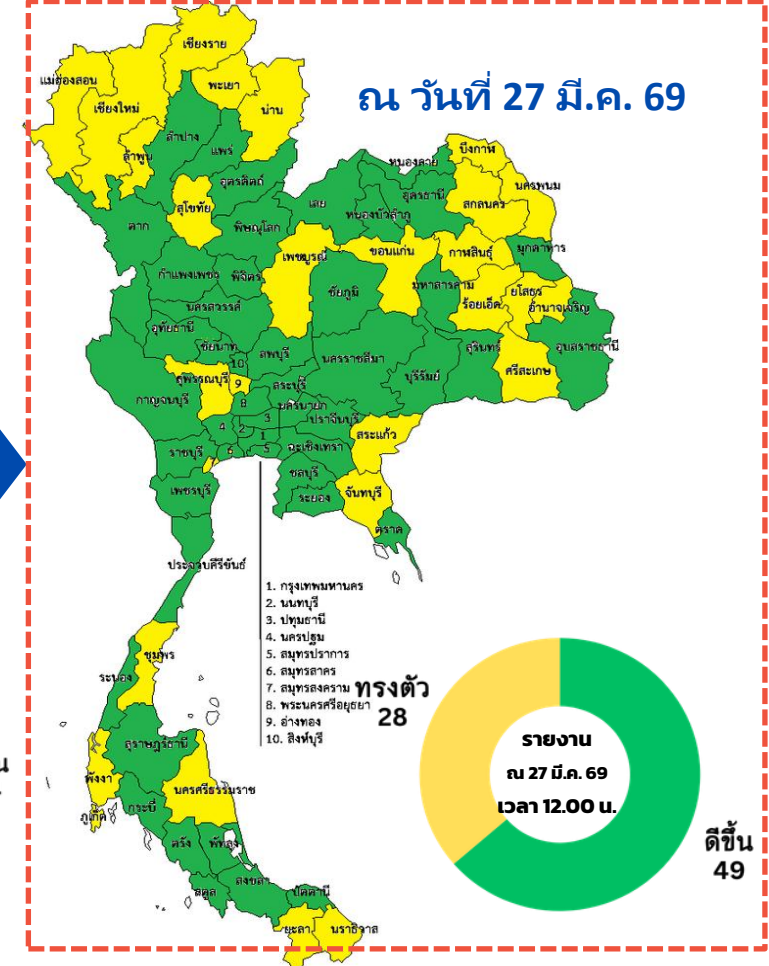 ณ วันที่ 27 มี.ค. 69
เชียงราย
แม่ฮ่องสอน
พะเยา
เชียงใหม่
น่าน
ลำปาง
แพร่
ลำพูน
อุตรดิตถ์
สุโขทัย
ตาก
พิษณุโลก
เลย
หนองคาย
บึงกาฬ
อุดรธานี
นครพนม
สกลนคร
หนองบัวลำภู
เพชรบูรณ์
ขอนแก่น
กาฬสินธุ์
มุกดาหาร
กำแพงเพชร
พิจิตร
ชัยภูมิ
มหาสารคาม
ร้อยเอ็ด
ยโสธร
อำนาจเจริญ
นครสวรรค์
อุทัยธานี
ชัยนาท
ลพบุรี
นครราชสีมา
บุรีรัมย์
สุรินทร์
ศรีสะเกษ
อุบลราชธานี
10
สุพรรณบุรี
9
สระบุรี
กาญจนบุรี
8
นครนายก
3
ปราจีนบุรี
4
2
1
สระแก้ว
ราชบุรี
6
5
ฉะเชิงเทรา
7
เพชรบุรี
ชลบุรี
ระยอง
จันทบุรี
ตราด
ประจวบคีรีขันธ์
1. กรุงเทพมหานคร
2. นนทบุรี
3. ปทุมธานี
4. นครปฐม
5. สมุทรปราการ
6. สมุทรสาคร
7. สมุทรสงคราม
8. พระนครศรีอยุธยา
9. อ่างทอง
10. สิงห์บุรี
ชุมพร
ระนอง
สุราษฎร์ธานี
พังงา
นครศรีธรรมราช
กระบี่
ภูเก็ต
ตรัง
พัทลุง
สงขลา
สตูล
ปัตตานี
ยะลา
นราธิวาส
ทรงตัว
28
รายงาน
ณ 27 มี.ค. 69
เวลา 12.00 น.
ดีขึ้น
49